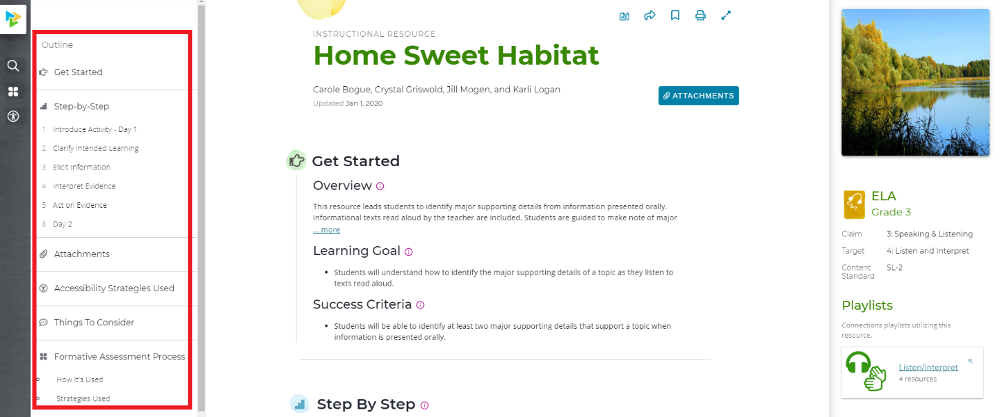 Outline
Get Started
Step-by-Step
1 Introduce Activity - Day 1
2 Clarify Intended Learning
3 Elicit Information
4 Interpret Evidence
5 Act on Evidence
6 Day 2
Attachments
Accessibility Strategies Used
Things To Consider
Formative Assessment Process
How It's Used
Strategies Used
INSTRUCTIONAL RESOURCE
Home Sweet Habitat
Carole Bogue, Crystal Griswold, Jill Mogen, and Karli Logan
Updated Jan 1, 2020
ATTACHMENTS
Get Started
Overview
This resource leads students to identify major supporting details from information presented orally.
Informational texts read aloud by the teacher are included. Students are guided to make note of major
... more
Learning Goal
• Students will understand how to identify the major supporting details of a topic as they listen to
texts read aloud.
Success Criteria
• Students will be able to identify at least two major supporting details that support a topic when
information is presented orally.
Step By Step
ELA
Grade 3
Claim 3: Speaking & Listening
Target 4: Listen and Interpret
Content SL-2
Standard
Playlists
Connections playlists utilizing this
resource.
Listen/Interpret
4 resources